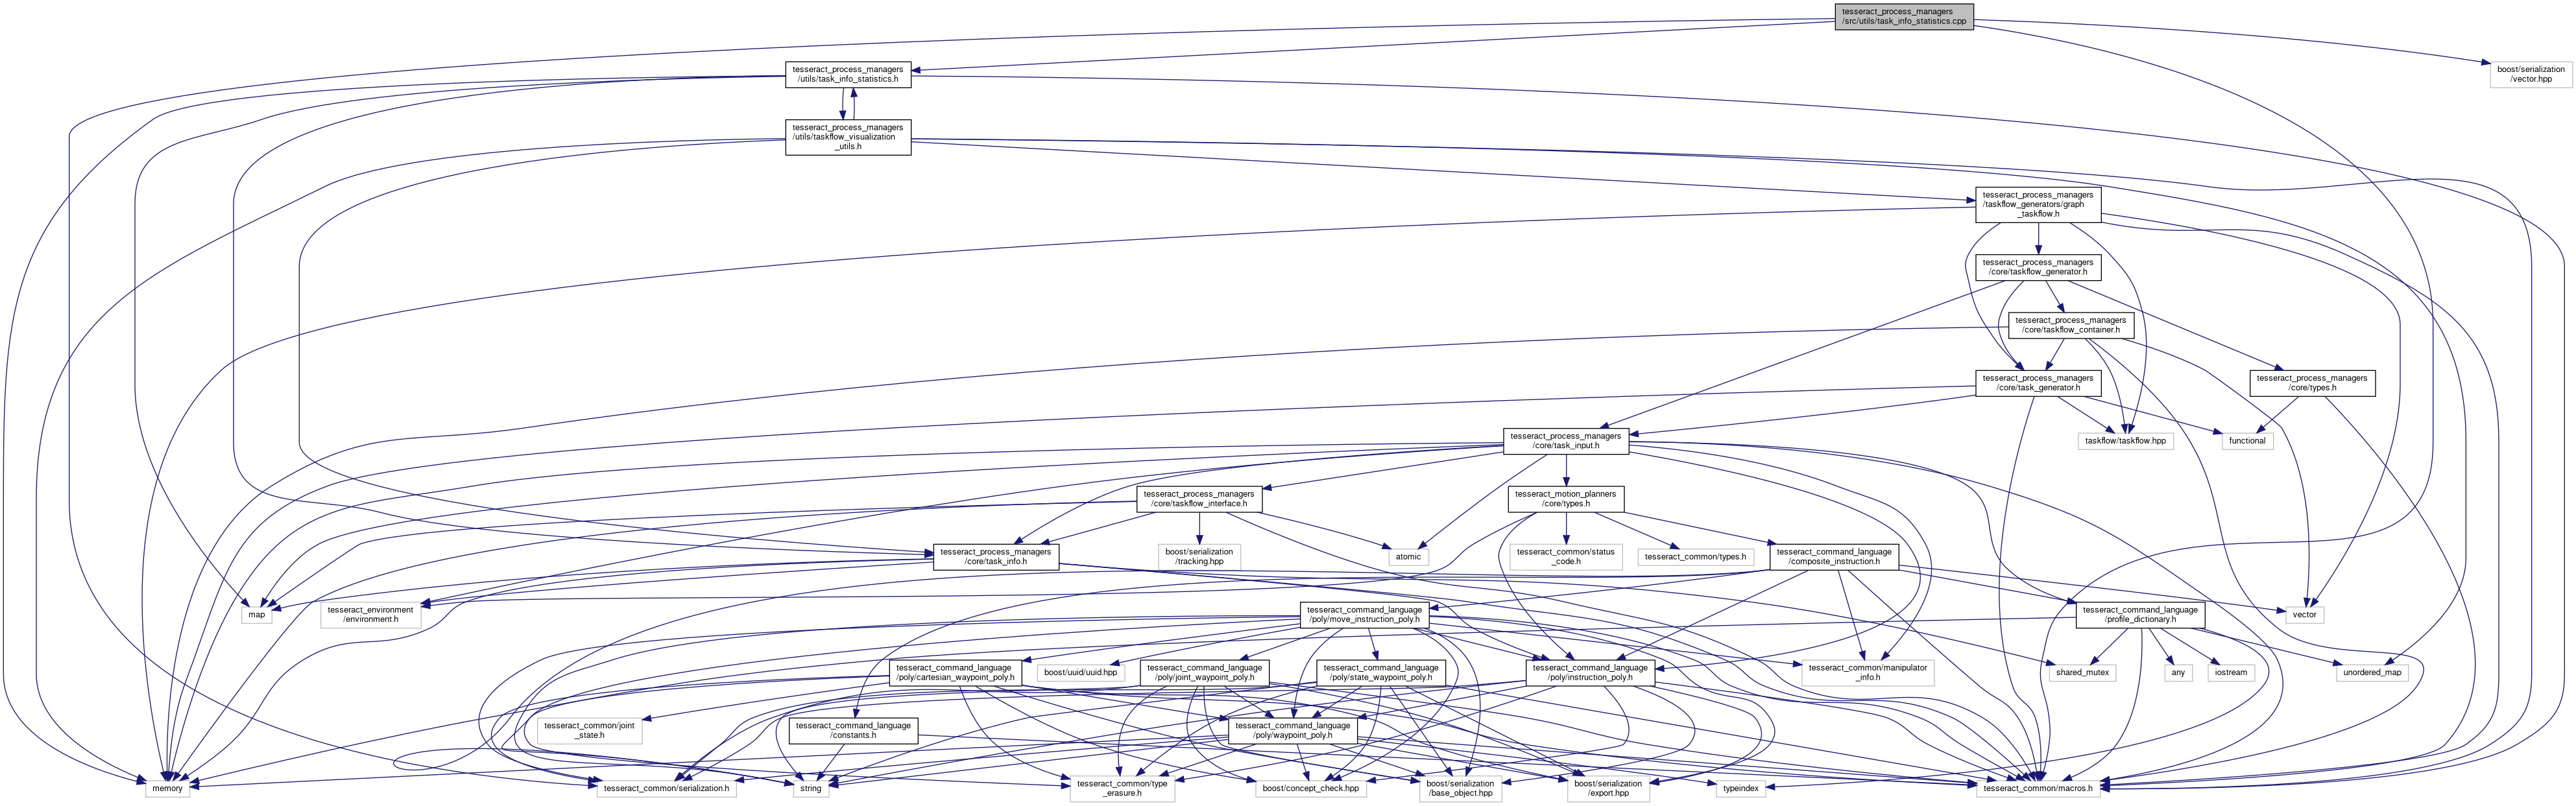 tesseract_process_managers
/src/utils/task_info_statistics.cpp
tesseract_process_managers
/utils/task_info_statistics.h
boost/serialization
/vector.hpp
tesseract_process_managers
/utils/taskflow_visualization
_utils.h
tesseract_process_managers
/taskflow_generators/graph
_taskflow.h
tesseract_process_managers
/core/taskflow_generator.h
tesseract_process_managers
/core/taskflow_container.h
tesseract_process_managers
/core/task_generator.h
tesseract_process_managers
/core/types.h
tesseract_process_managers
/core/task_input.h
taskflow/taskflow.hpp
functional
tesseract_process_managers
/core/taskflow_interface.h
tesseract_motion_planners
/core/types.h
tesseract_process_managers
/core/task_info.h
boost/serialization
/tracking.hpp
atomic
tesseract_common/status
_code.h
tesseract_common/types.h
tesseract_command_language
/composite_instruction.h
map
tesseract_environment
/environment.h
tesseract_command_language
/poly/move_instruction_poly.h
tesseract_command_language
/profile_dictionary.h
vector
tesseract_command_language
/poly/cartesian_waypoint_poly.h
boost/uuid/uuid.hpp
tesseract_command_language
/poly/joint_waypoint_poly.h
tesseract_command_language
/poly/state_waypoint_poly.h
tesseract_command_language
/poly/instruction_poly.h
tesseract_common/manipulator
_info.h
shared_mutex
any
iostream
unordered_map
tesseract_common/joint
_state.h
tesseract_command_language
/constants.h
tesseract_command_language
/poly/waypoint_poly.h
memory
tesseract_common/serialization.h
string
tesseract_common/type
_erasure.h
boost/concept_check.hpp
boost/serialization
/base_object.hpp
boost/serialization
/export.hpp
typeindex
tesseract_common/macros.h